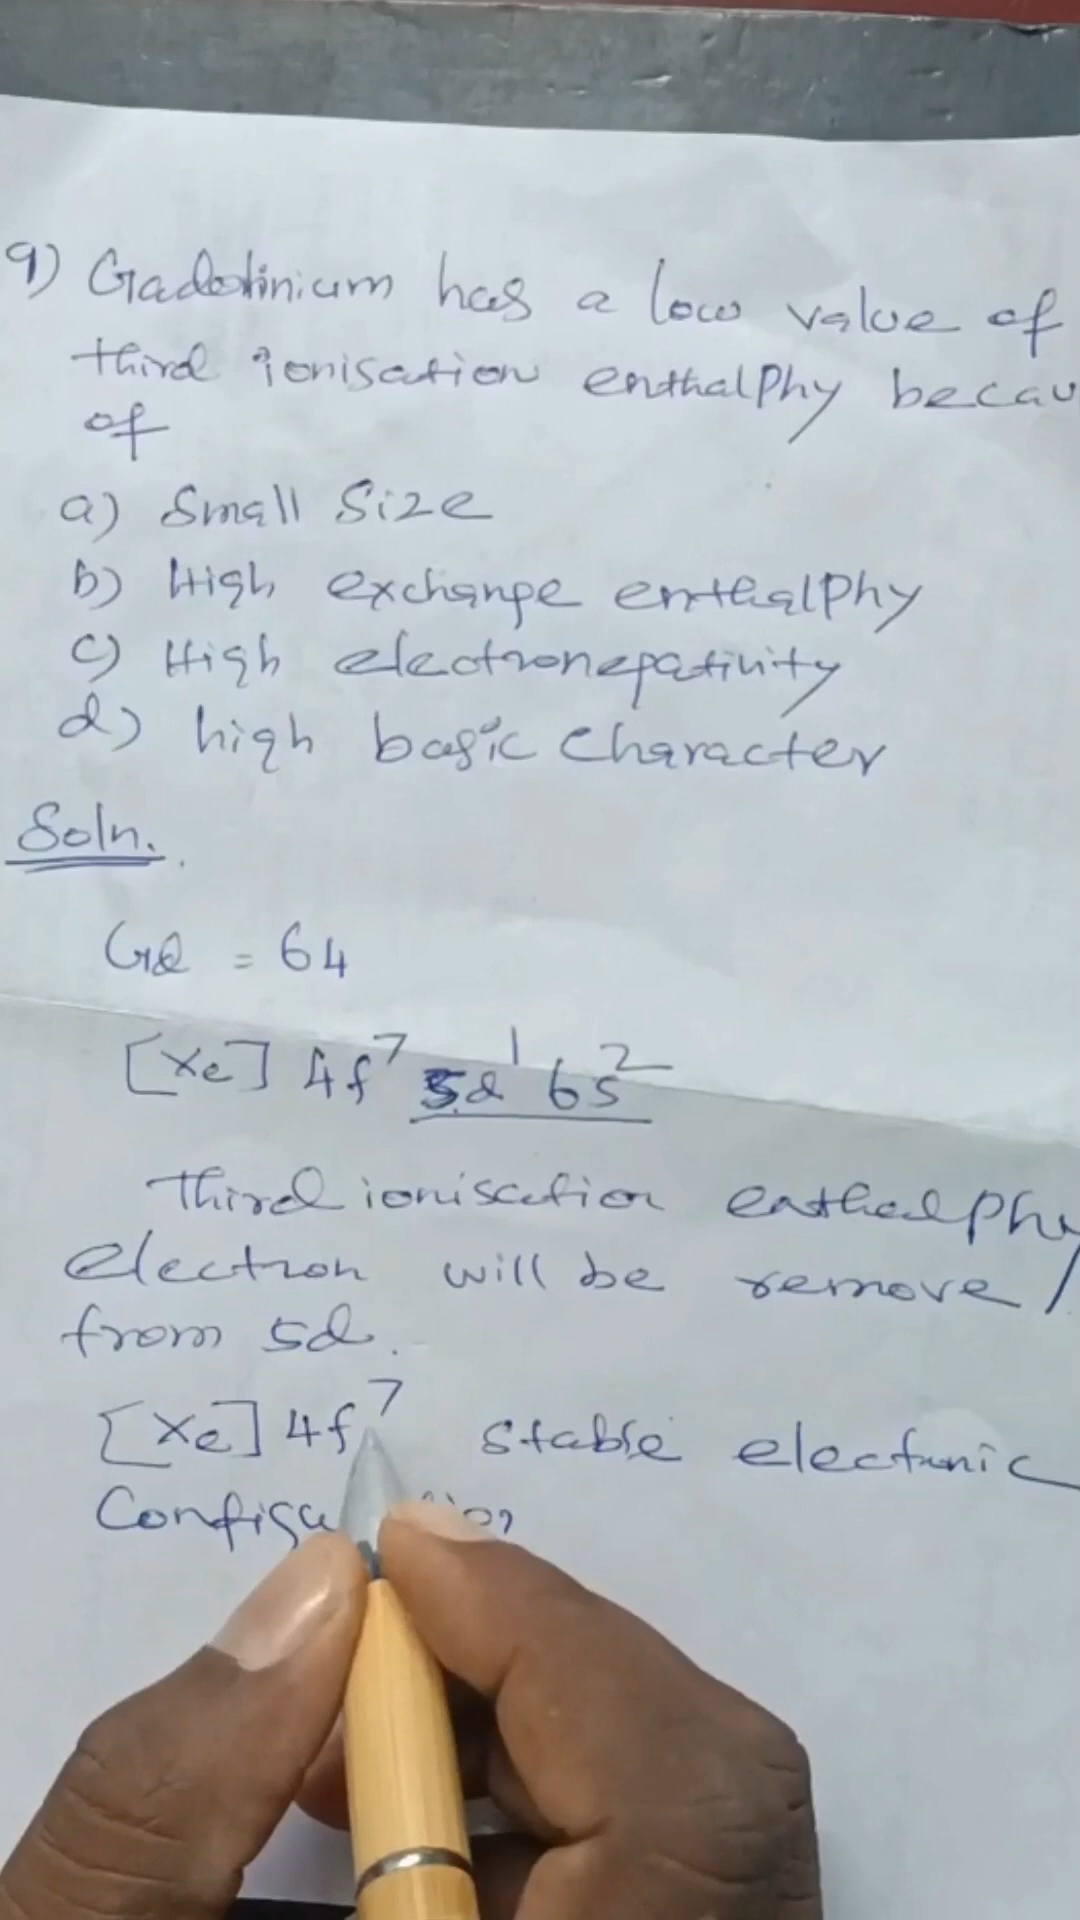 9) Gadolinium has a low value of
third ionisation enthalphy becau
of
a) Small Size
b) High exchange enthalphy
c) High electronegativity
d) high basic character
Soln.
Gd = 64
[Xe] 4f⁷ 5d¹ 6s²
Third ionisation enthalphy
electron will be remove
from 5d.
[Xe] 4f⁷ stable electronic